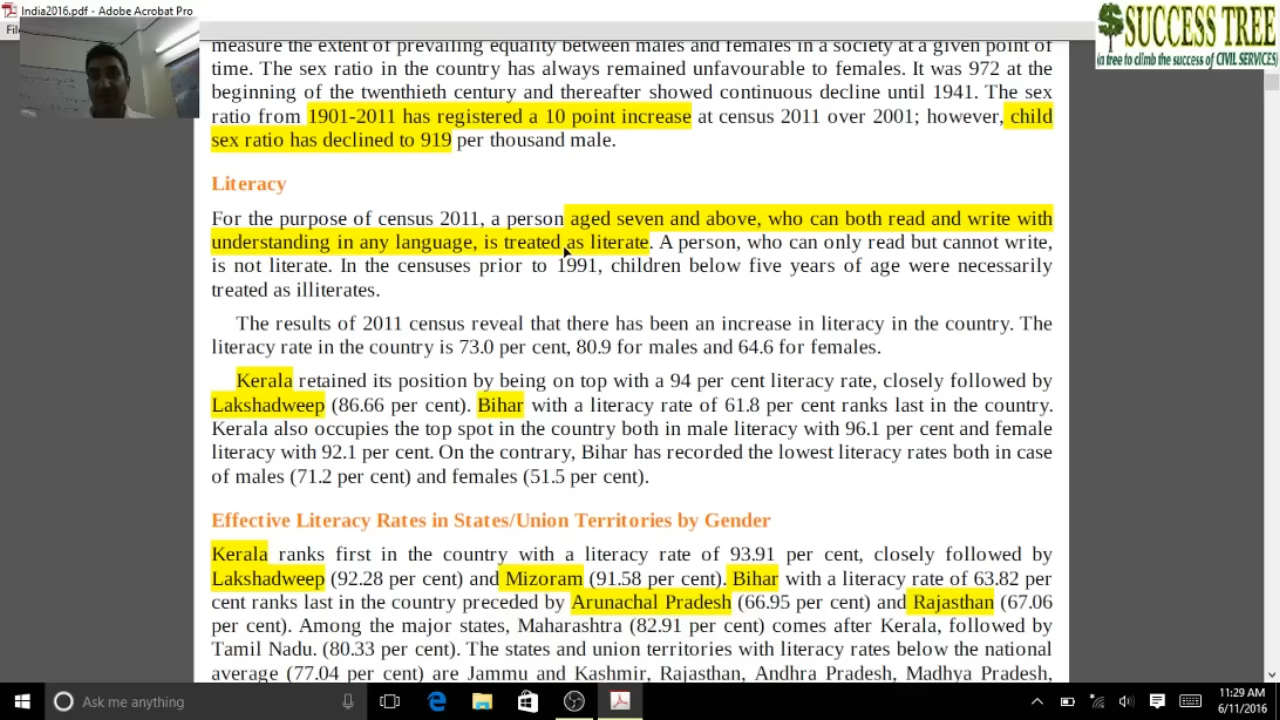 India2016.pdf - Adobe Acrobat Pro
SUCCESS TREE
(a tree to climb the success of CIVIL SERVICES)
measure the extent of prevailing equality between males and females in a society at a given point of
time. The sex ratio in the country has always remained unfavourable to females. It was 972 at the
beginning of the twenthieth century and thereafter showed continuous decline until 1941. The sex
ratio from 1901-2011 has registered a 10 point increase at census 2011 over 2001; however, child
sex ratio has declined to 919 per thousand male.
Literacy
For the purpose of census 2011, a person aged seven and above, who can both read and write with
understanding in any language, is treated as literate. A person, who can only read but cannot write,
is not literate. In the censuses prior to 1991, children below five years of age were necessarily
treated as illiterates.
The results of 2011 census reveal that there has been an increase in literacy in the country. The
literacy rate in the country is 73.0 per cent, 80.9 for males and 64.6 for females.
Kerala retained its position by being on top with a 94 per cent literacy rate, closely followed by
Lakshadweep (86.66 per cent). Bihar with a literacy rate of 61.8 per cent ranks last in the country.
Kerala also occupies the top spot in the country both in male literacy with 96.1 per cent and female
literacy with 92.1 per cent. On the contrary, Bihar has recorded the lowest literacy rates both in case
of males (71.2 per cent) and females (51.5 per cent).
Effective Literacy Rates in States/Union Territories by Gender
Kerala ranks first in the country with a literacy rate of 93.91 per cent, closely followed by
Lakshadweep (92.28 per cent) and Mizoram (91.58 per cent). Bihar with a literacy rate of 63.82 per
cent ranks last in the country preceded by Arunachal Pradesh (66.95 per cent) and Rajasthan (67.06
per cent). Among the major states, Maharashtra (82.91 per cent) comes after Kerala, followed by
Tamil Nadu. (80.33 per cent). The states and union territories with literacy rates below the national
average (77.04 per cent) are Jammu and Kashmir, Rajasthan, Andhra Pradesh, Madhya Pradesh,
Ask me anything
11:29 AM
6/11/2016